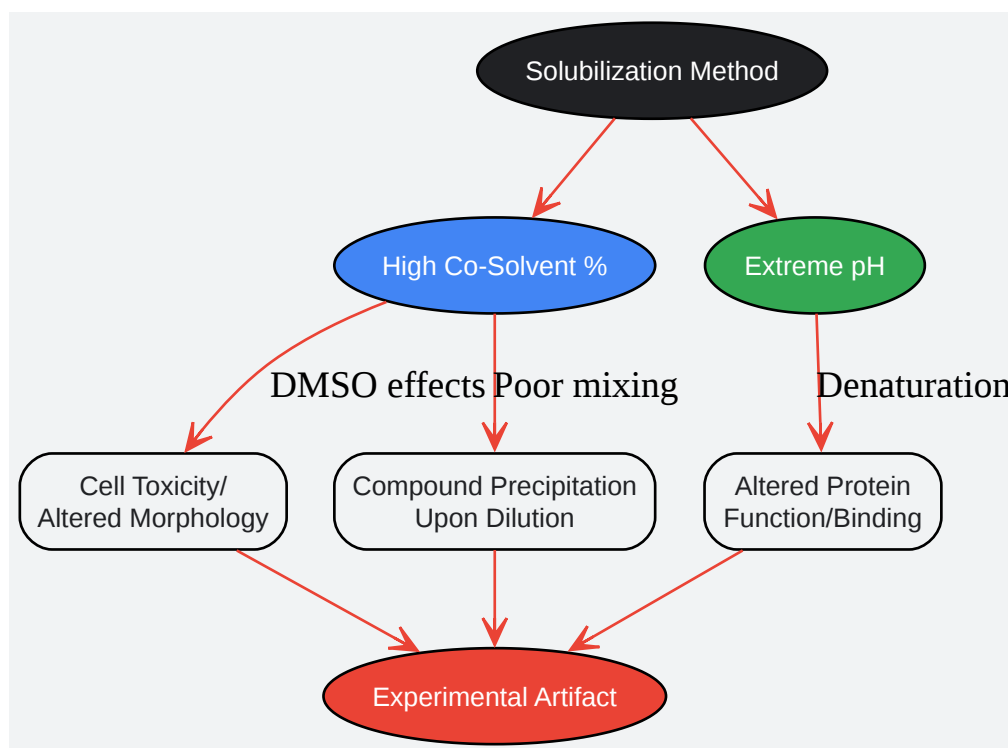 Solubilization Method
High Co-Solvent %
Extreme pH
DMSO effects
Poor mixing
Denaturation
Cell Toxicity/
Altered Morphology
Compound Precipitation
Upon Dilution
Altered Protein
Function/Binding
Experimental Artifact